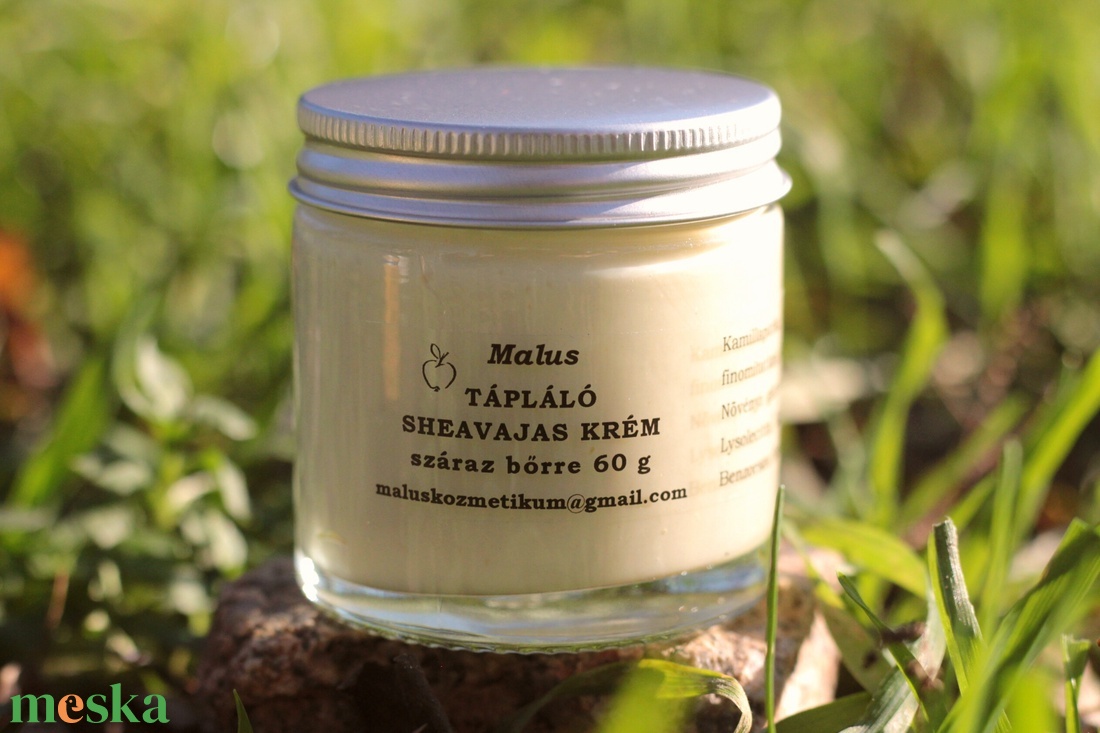 Malus
TÁPLÁLÓ
SHEAVAJAS KRÉM
száraz bőrre 60 g
maluskozmetikum@gmail.com
meska